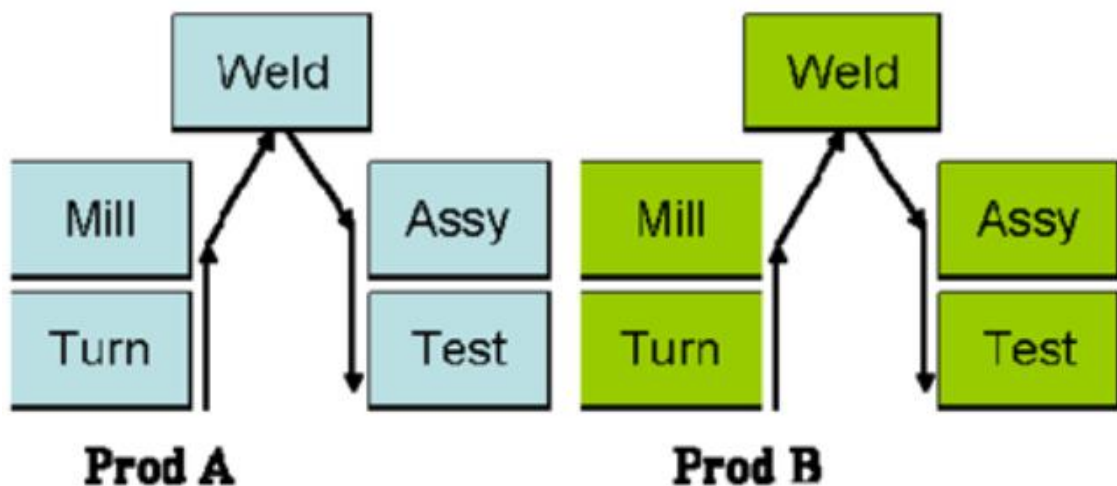 Weld Weld
Mill Assy Mill Assy
Turn Test Turn Test
Prod A Prod B